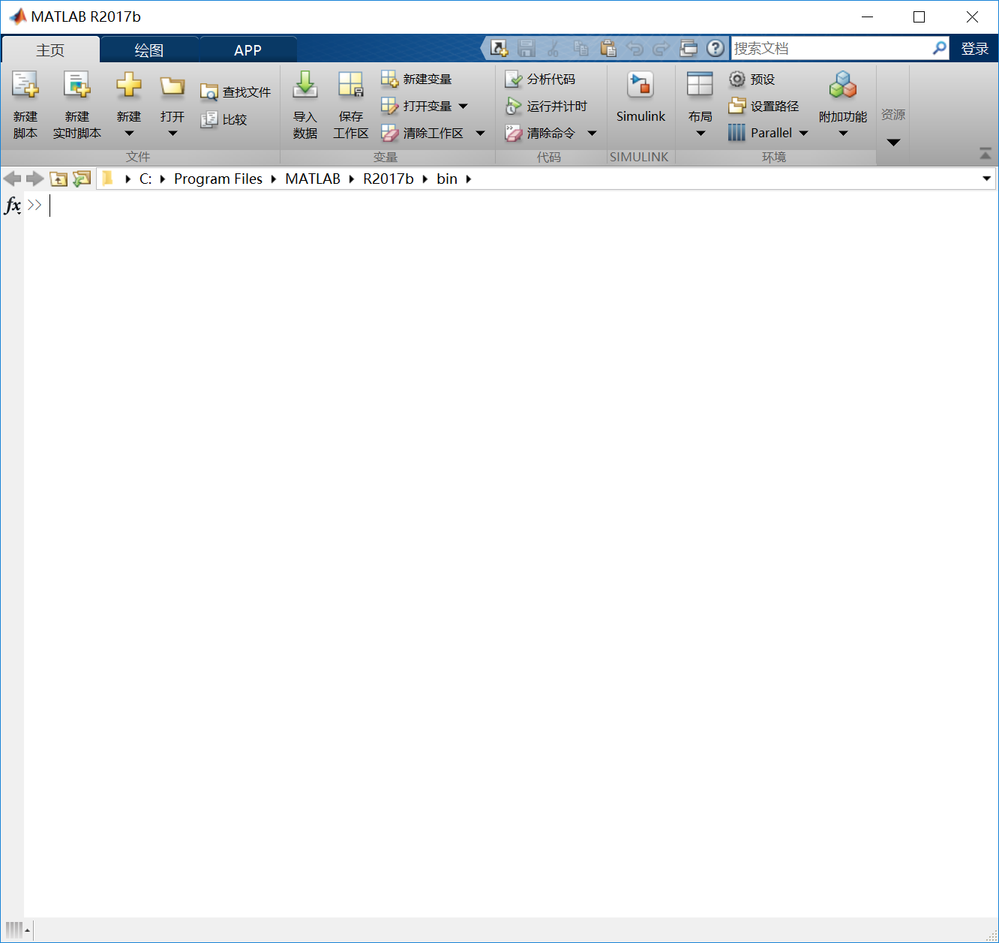 MATLAB R2017b
主页 绘图 APP 搜索文档 登录
新建
脚本
新建
实时脚本
新建
打开
查找文件
比较
文件
导入
数据
保存
工作区
新建变量
打开变量
清除工作区
变量
分析代码
运行并计时
清除命令
代码
Simulink
SIMULINK
布局
预设
设置路径
Parallel
附加功能
环境
资源
C: Program Files MATLAB R2017b bin
fx >>